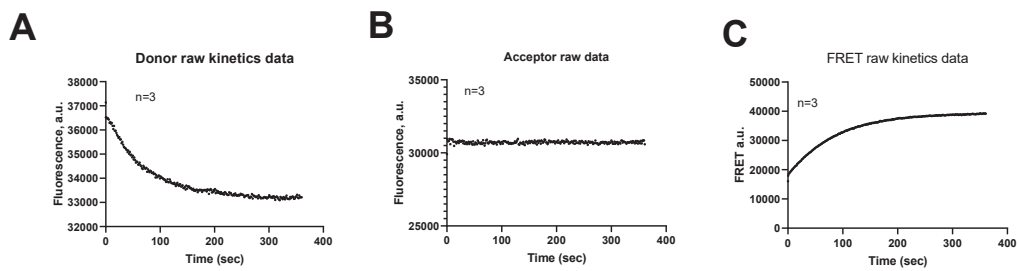 A
Donor raw kinetics data
Fluorescence, a.u.
38000
37000
36000
35000
34000
33000
32000
n=3
0
100
200
300
400
Time (sec)
B
Acceptor raw data
Fluorescence, a.u.
35000
30000
25000
n=3
0
100
200
300
400
Time (sec)
C
FRET raw kinetics data
FRET a.u.
50000
40000
30000
20000
10000
0
n=3
0
100
200
300
400
Time (sec)